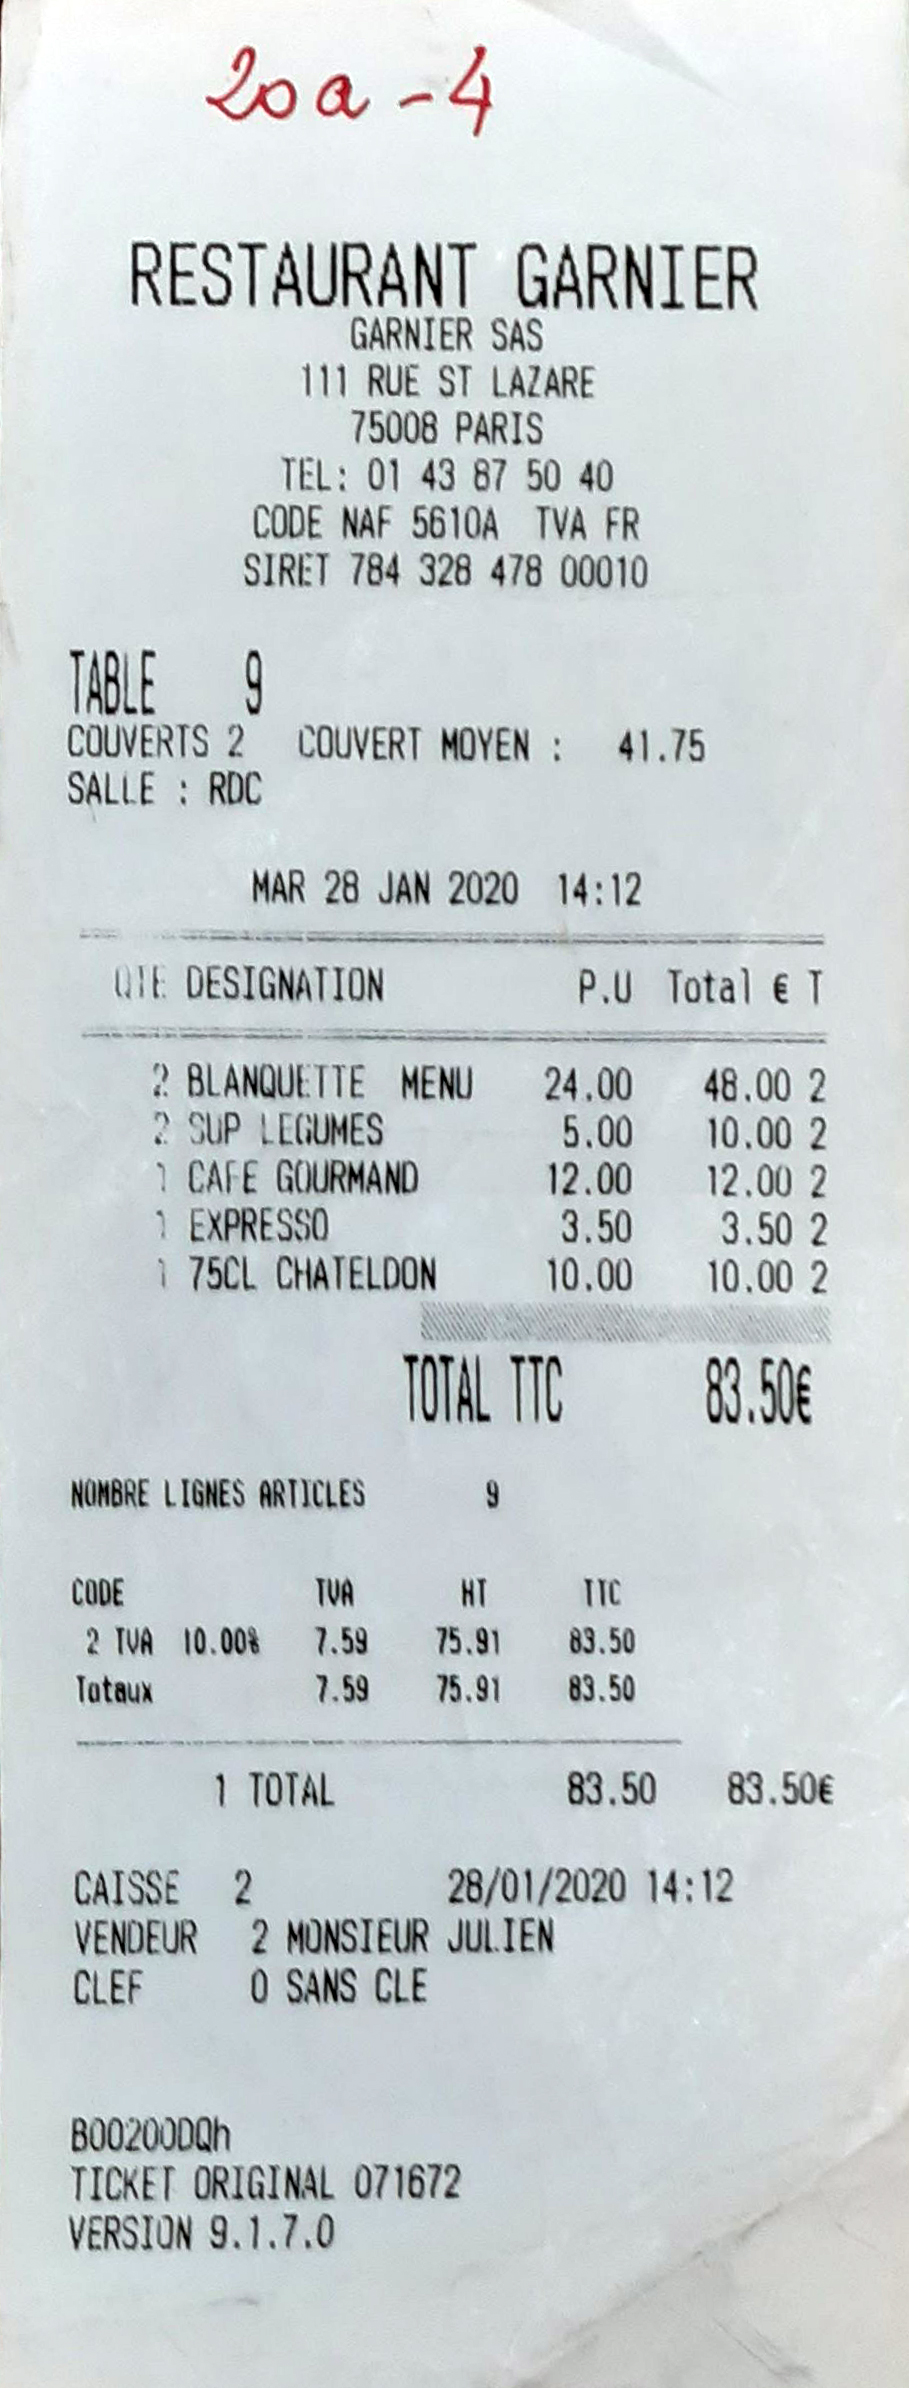 20a-4
RESTAURANT GARNIER
GARNIER SAS
111 RUE ST LAZARE
75008 PARIS
TEL: 01 43 87 50 40
CODE NAF 5610A TVA FR
SIRET 784 328 478 00010
TABLE 9
COUVERTS 2 COUVERT MOYEN : 41.75
SALLE : RDC
MAR 28 JAN 2020 14:12
QTE DESIGNATION P.U Total € T
2 BLANQUETTE MENU 24.00 48.00 2
2 SUP LEGUMES 5.00 10.00 2
1 CAFE GOURMAND 12.00 12.00 2
1 EXPRESSO 3.50 3.50 2
1 75CL CHATELDON 10.00 10.00 2
TOTAL TTC 83.50€
NOMBRE LIGNES ARTICLES 9
CODE TVA HT TTC
2 TVA 10.00% 7.59 75.91 83.50
Totaux 7.59 75.91 83.50
1 TOTAL 83.50 83.50€
CAISSE 2 28/01/2020 14:12
VENDEUR 2 MONSIEUR JULIEN
CLEF 0 SANS CLE
B00200DQh
TICKET ORIGINAL 071672
VERSION 9.1.7.0